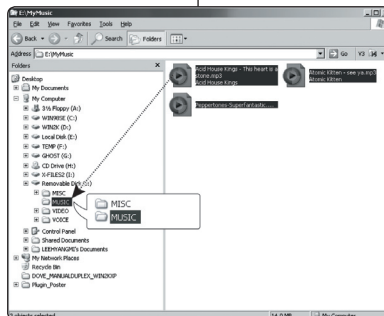 E:\MyMusic
File Edit View Favorites Tools Help
Back Search Folders
Address E:\MyMusic Go V3
Folders
Desktop
My Documents
My Computer
3½ Floppy (A:)
WIN98SE (C:)
WIN2K (D:)
Local Disk (E:)
TEMP (F:)
GHOST (G:)
CD Drive (H:)
X-FILES2 (I:)
Removable Disk
MISC
MUSIC
VIDEO
VOICE
Control Panel
Shared Documents
LEEHYANGMI's Documents
My Network Places
Recycle Bin
DOVE_MANUALDUPLEX_WIN2KXP
Plugin_Poster
Acid House Kings - This heart is a
stone.mp3
Acid House Kings
Atomic Kitten - see ya.mp3
Atomic Kitten
Peppertones-Superfantastic....
MISC
MUSIC
objects selected 14.0 MB My Computer